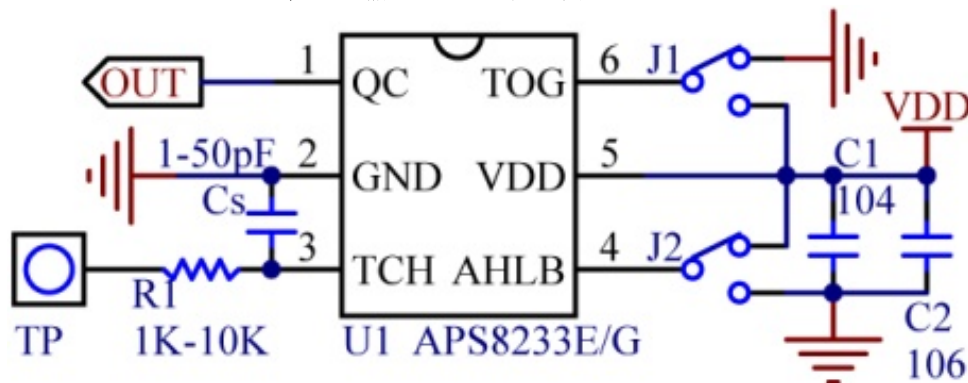 OUT
1
QC
TOG
6
J1
VDD
1-50pF
2
GND
VDD
5
C1
104
Cs
3
TCH
AHLB
4
J2
TP
R1
1K-10K
U1 APS8233E/G
C2
106